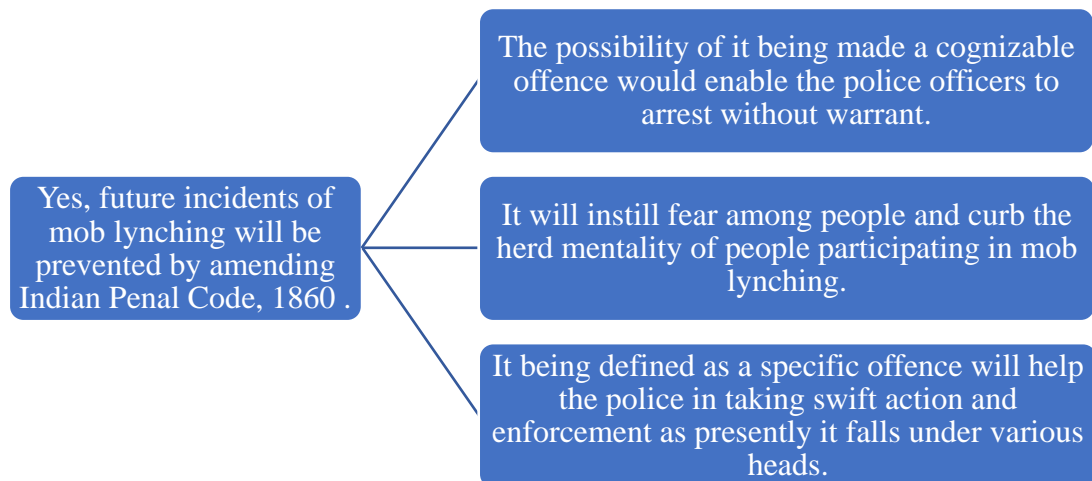 Yes, future incidents of
mob lynching will be
prevented by amending
Indian Penal Code, 1860 .
The possibility of it being made a cognizable
offence would enable the police officers to
arrest without warrant.
It will instill fear among people and curb the
herd mentality of people participating in mob
lynching.
It being defined as a specific offence will help
the police in taking swift action and
enforcement as presently it falls under various
heads.